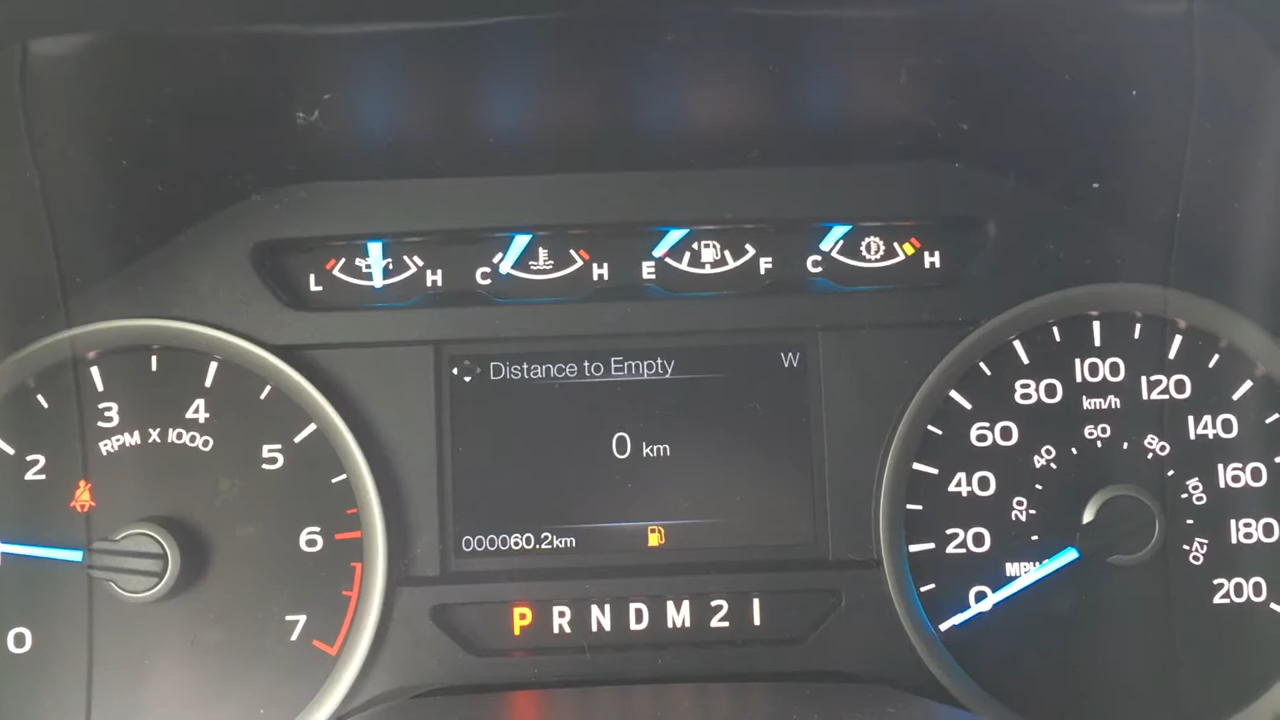 L H
C H
E F
C H
Distance to Empty W
0 km
000060.2km
P R N D M 2 1
0 2 3 4 5 6 7
RPM X 1000
0 20 40 60 80 100 120 140 160 180 200
km/h
20 40 60 80 100 120
MPH